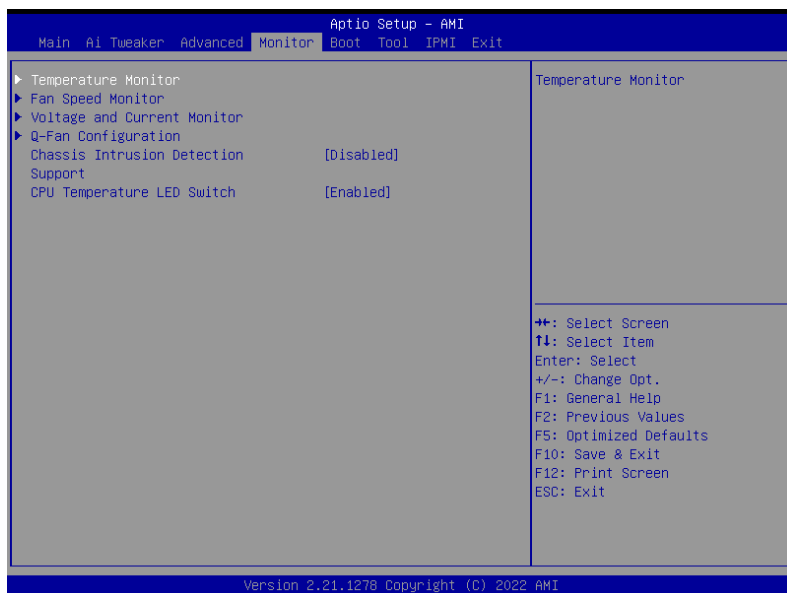 Aptio Setup - AMI
Main Ai Tweaker Advanced Monitor Boot Tool IPMI Exit
Temperature Monitor
Fan Speed Monitor
Voltage and Current Monitor
Q-Fan Configuration
Chassis Intrusion Detection [Disabled]
Support
CPU Temperature LED Switch [Enabled]
Temperature Monitor
→←: Select Screen
↑↓: Select Item
Enter: Select
+/-: Change Opt.
F1: General Help
F2: Previous Values
F5: Optimized Defaults
F10: Save & Exit
F12: Print Screen
ESC: Exit
Version 2.21.1278 Copyright (C) 2022 AMI